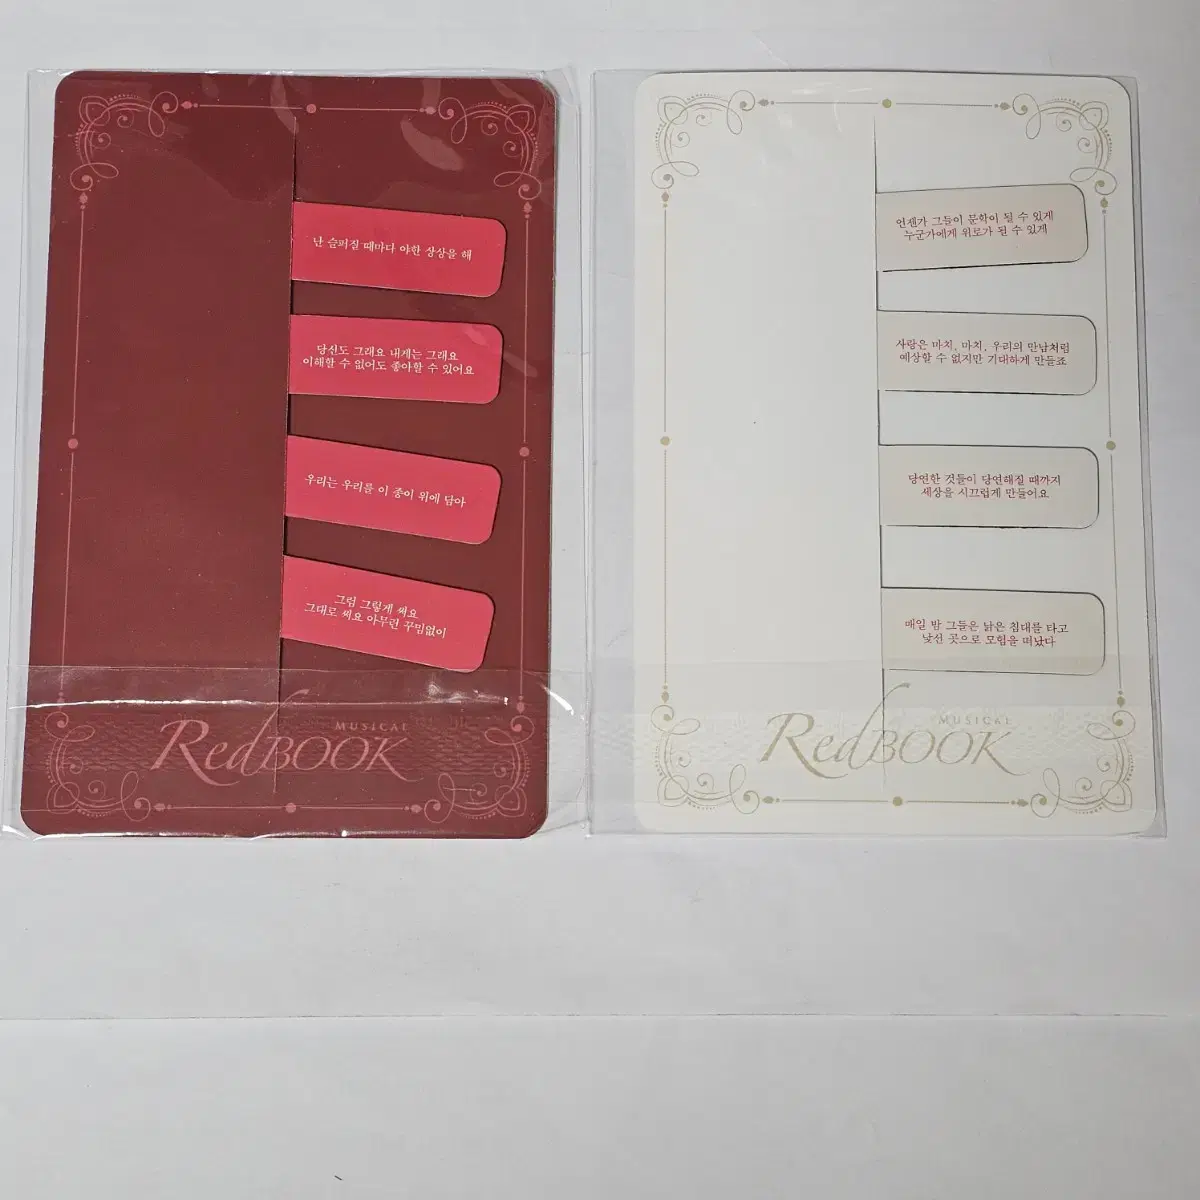 난 슬퍼질 때마다 야한 상상을 해
당신도 그래요 내게는 그래요
이해할 수 없어도 좋아할 수 있어요
우리는 우리를 이 종이 위에 담아
그럼 그렇게 써요
그대로 써요 아무런 꾸밈없이
MUSICAL
RedBOOK
언젠가 그들이 문학이 될 수 있게
누군가에게 위로가 된 수 있게
사랑은 마치, 마치, 우리의 만남처럼
예상할 수 없지만 기대하게 만들죠
당연한 것들이 당연해질 때까지
세상을 시끄럽게 만들어요
매일 밤 그들은 낡은 침대를 타고
낯선 곳으로 모험을 떠났다
MUSICAL
RedBOOK